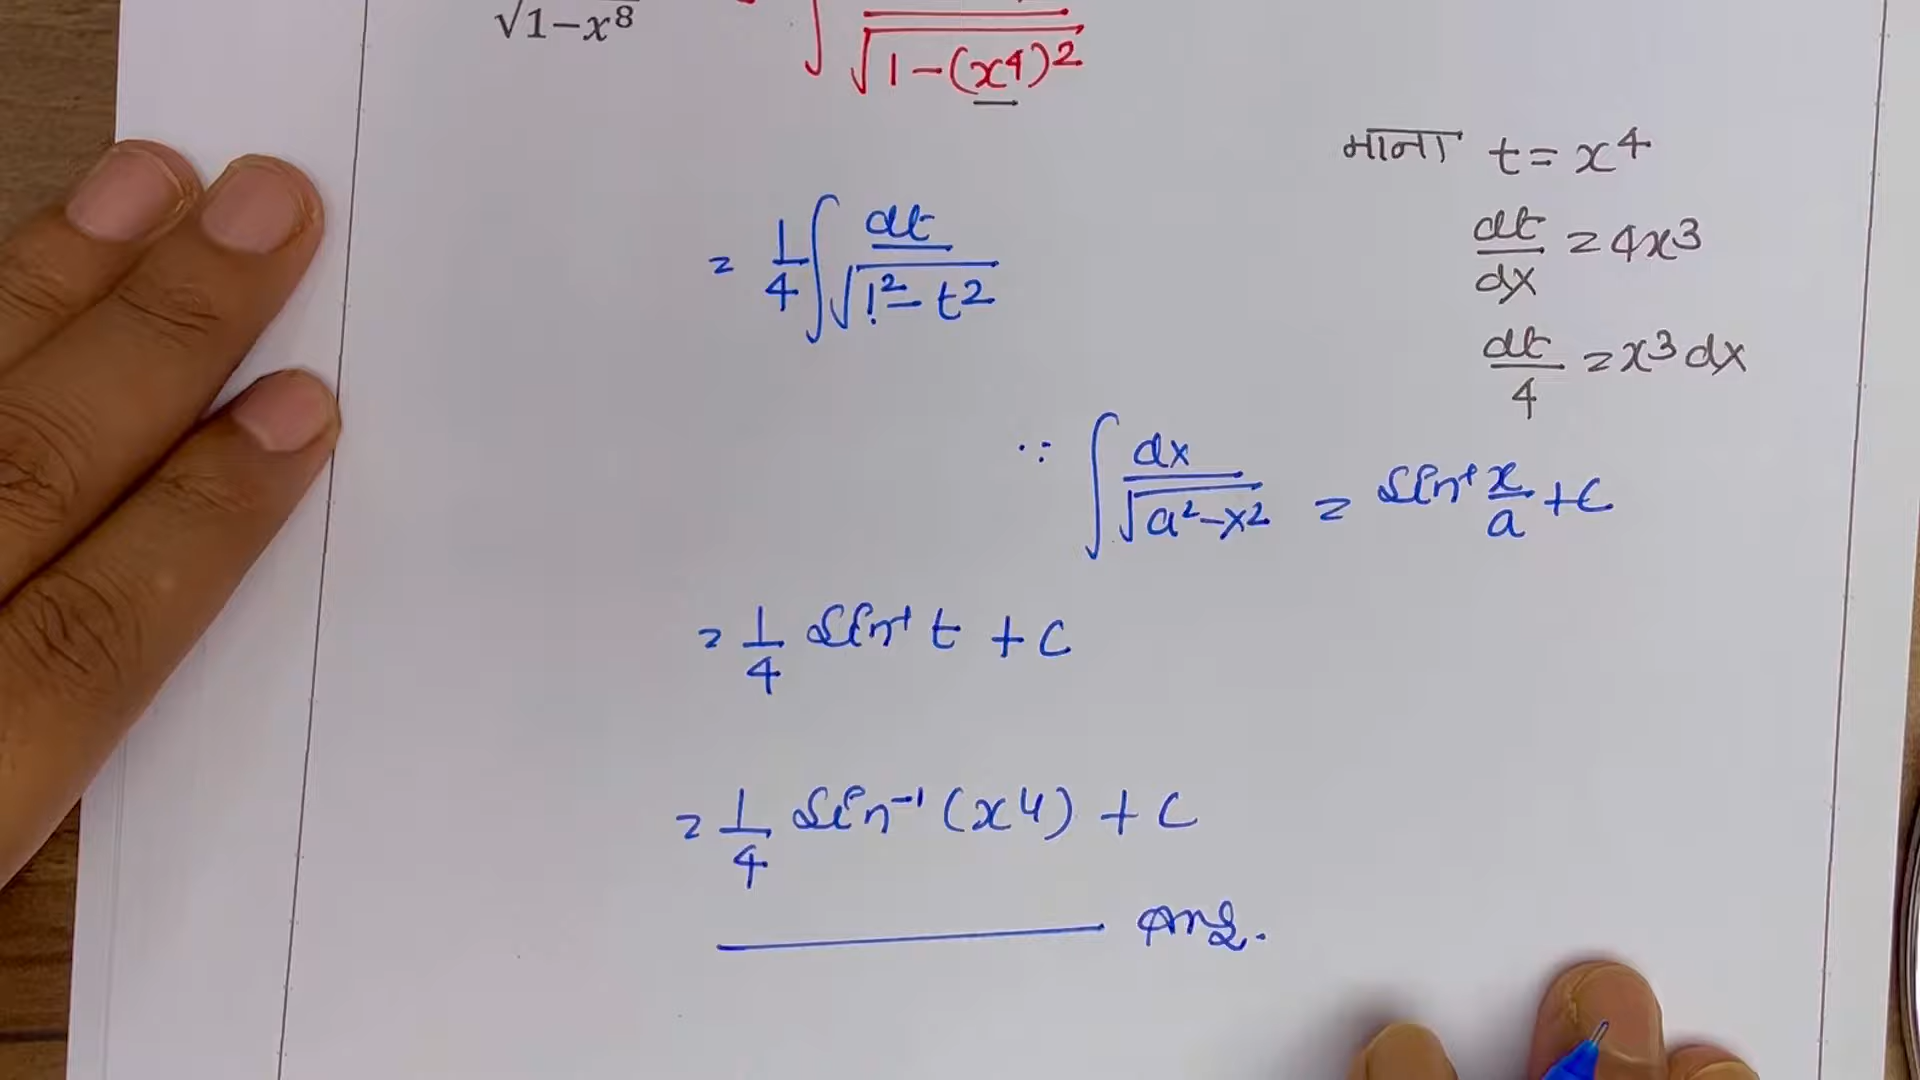 √1−x⁸ = ∫ √1−(x⁴)²
माना t = x⁴
= 1/4 ∫ dt/√1²−t²
dt/dx = 4x³
dt/4 = x³dx
∵ ∫ dx/√a²−x² = sin⁻¹ x/a + c
= 1/4 sin⁻¹ t + c
= 1/4 sin⁻¹ (x⁴) + c
Ans.